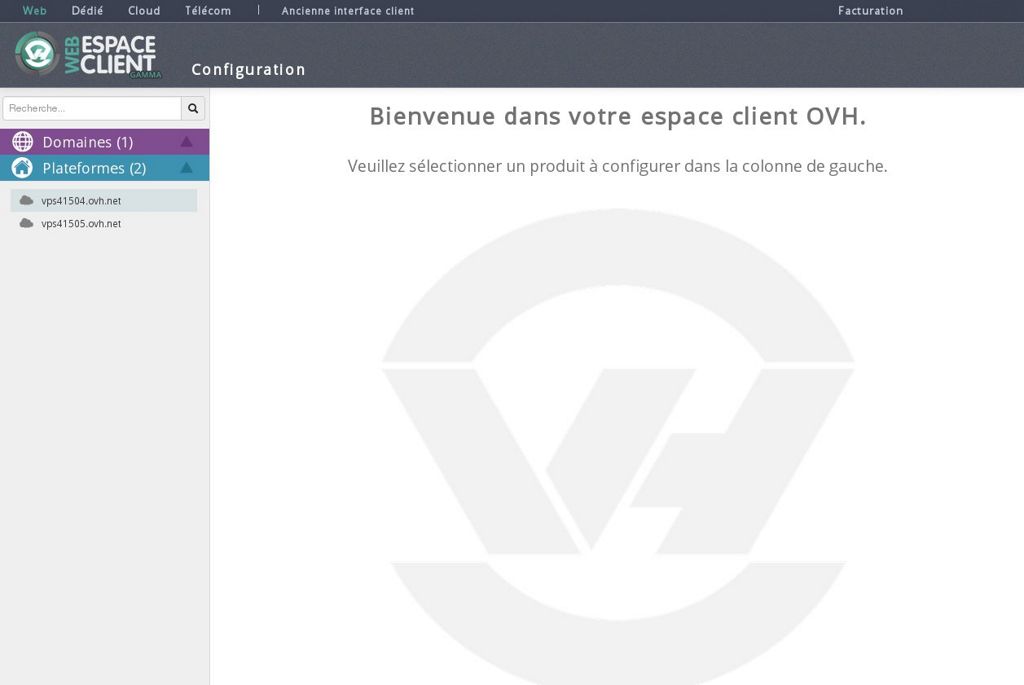 Web Dédié Cloud Télécom | Ancienne interface client Facturation
WEB ESPACE CLIENT GAMMA
Configuration
Recherche...
Bienvenue dans votre espace client OVH.
Domaines (1)
Veuillez sélectionner un produit à configurer dans la colonne de gauche.
Plateformes (2)
vps41504.ovh.net
vps41505.ovh.net